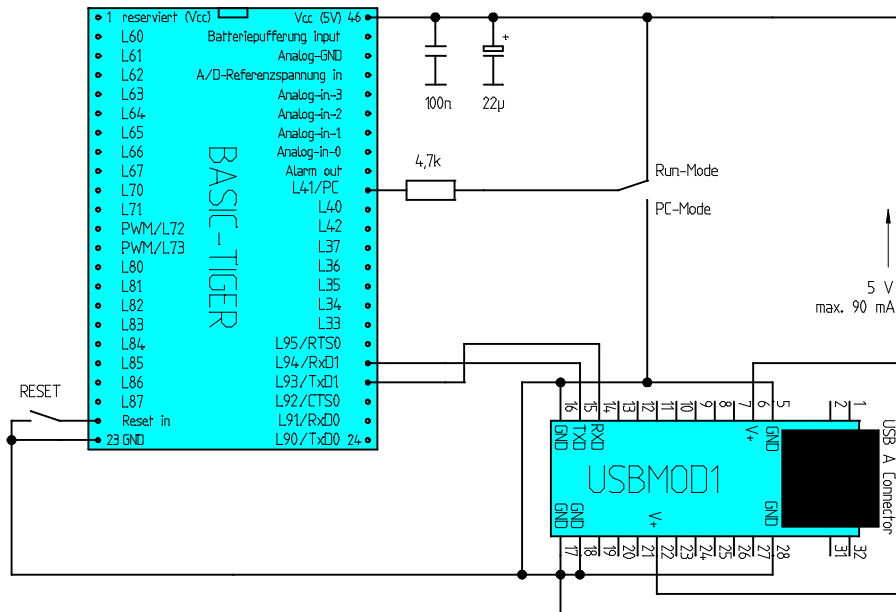 1 reserviert (Vcc) Vcc (5V) 46
L60 Batteriepufferung input
L61 Analog-GND
L62 A/D-Referenzspannung in
L63 Analog-in-3
L64 Analog-in-2
L65 Analog-in-1
L66 Analog-in-0
L67 Alarm out
L70 L41/PC
L71 L40
PWM/L72 L42
PWM/L73 L37
L80 L36
L81 L35
L82 L34
L83 L33
L84 L95/RTS0
L85 L94/RxD1
L86 L93/TxD1
L87 L92/CTS0
Reset in L91/RxD0
23 GND L90/TxD0 24
BASIC-TIGER
RESET
100n
22µ
+
4,7k
Run-Mode
PC-Mode
5 V
max. 90 mA
16 15 14 13 12 11 10 9 8 7 6 5 2 1
GND TXD RXD V+ GND
USBMOD1
GND GND V+ GND
17 18 19 20 21 22 23 24 25 26 27 28 31 32
USB A Connector